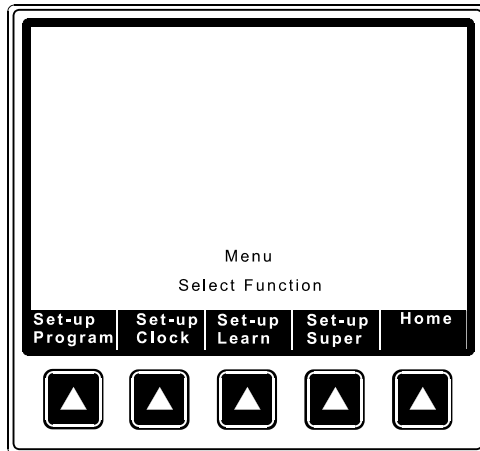 Menu
Select Function
Set-up Program
Set-up Clock
Set-up Learn
Set-up Super
Home